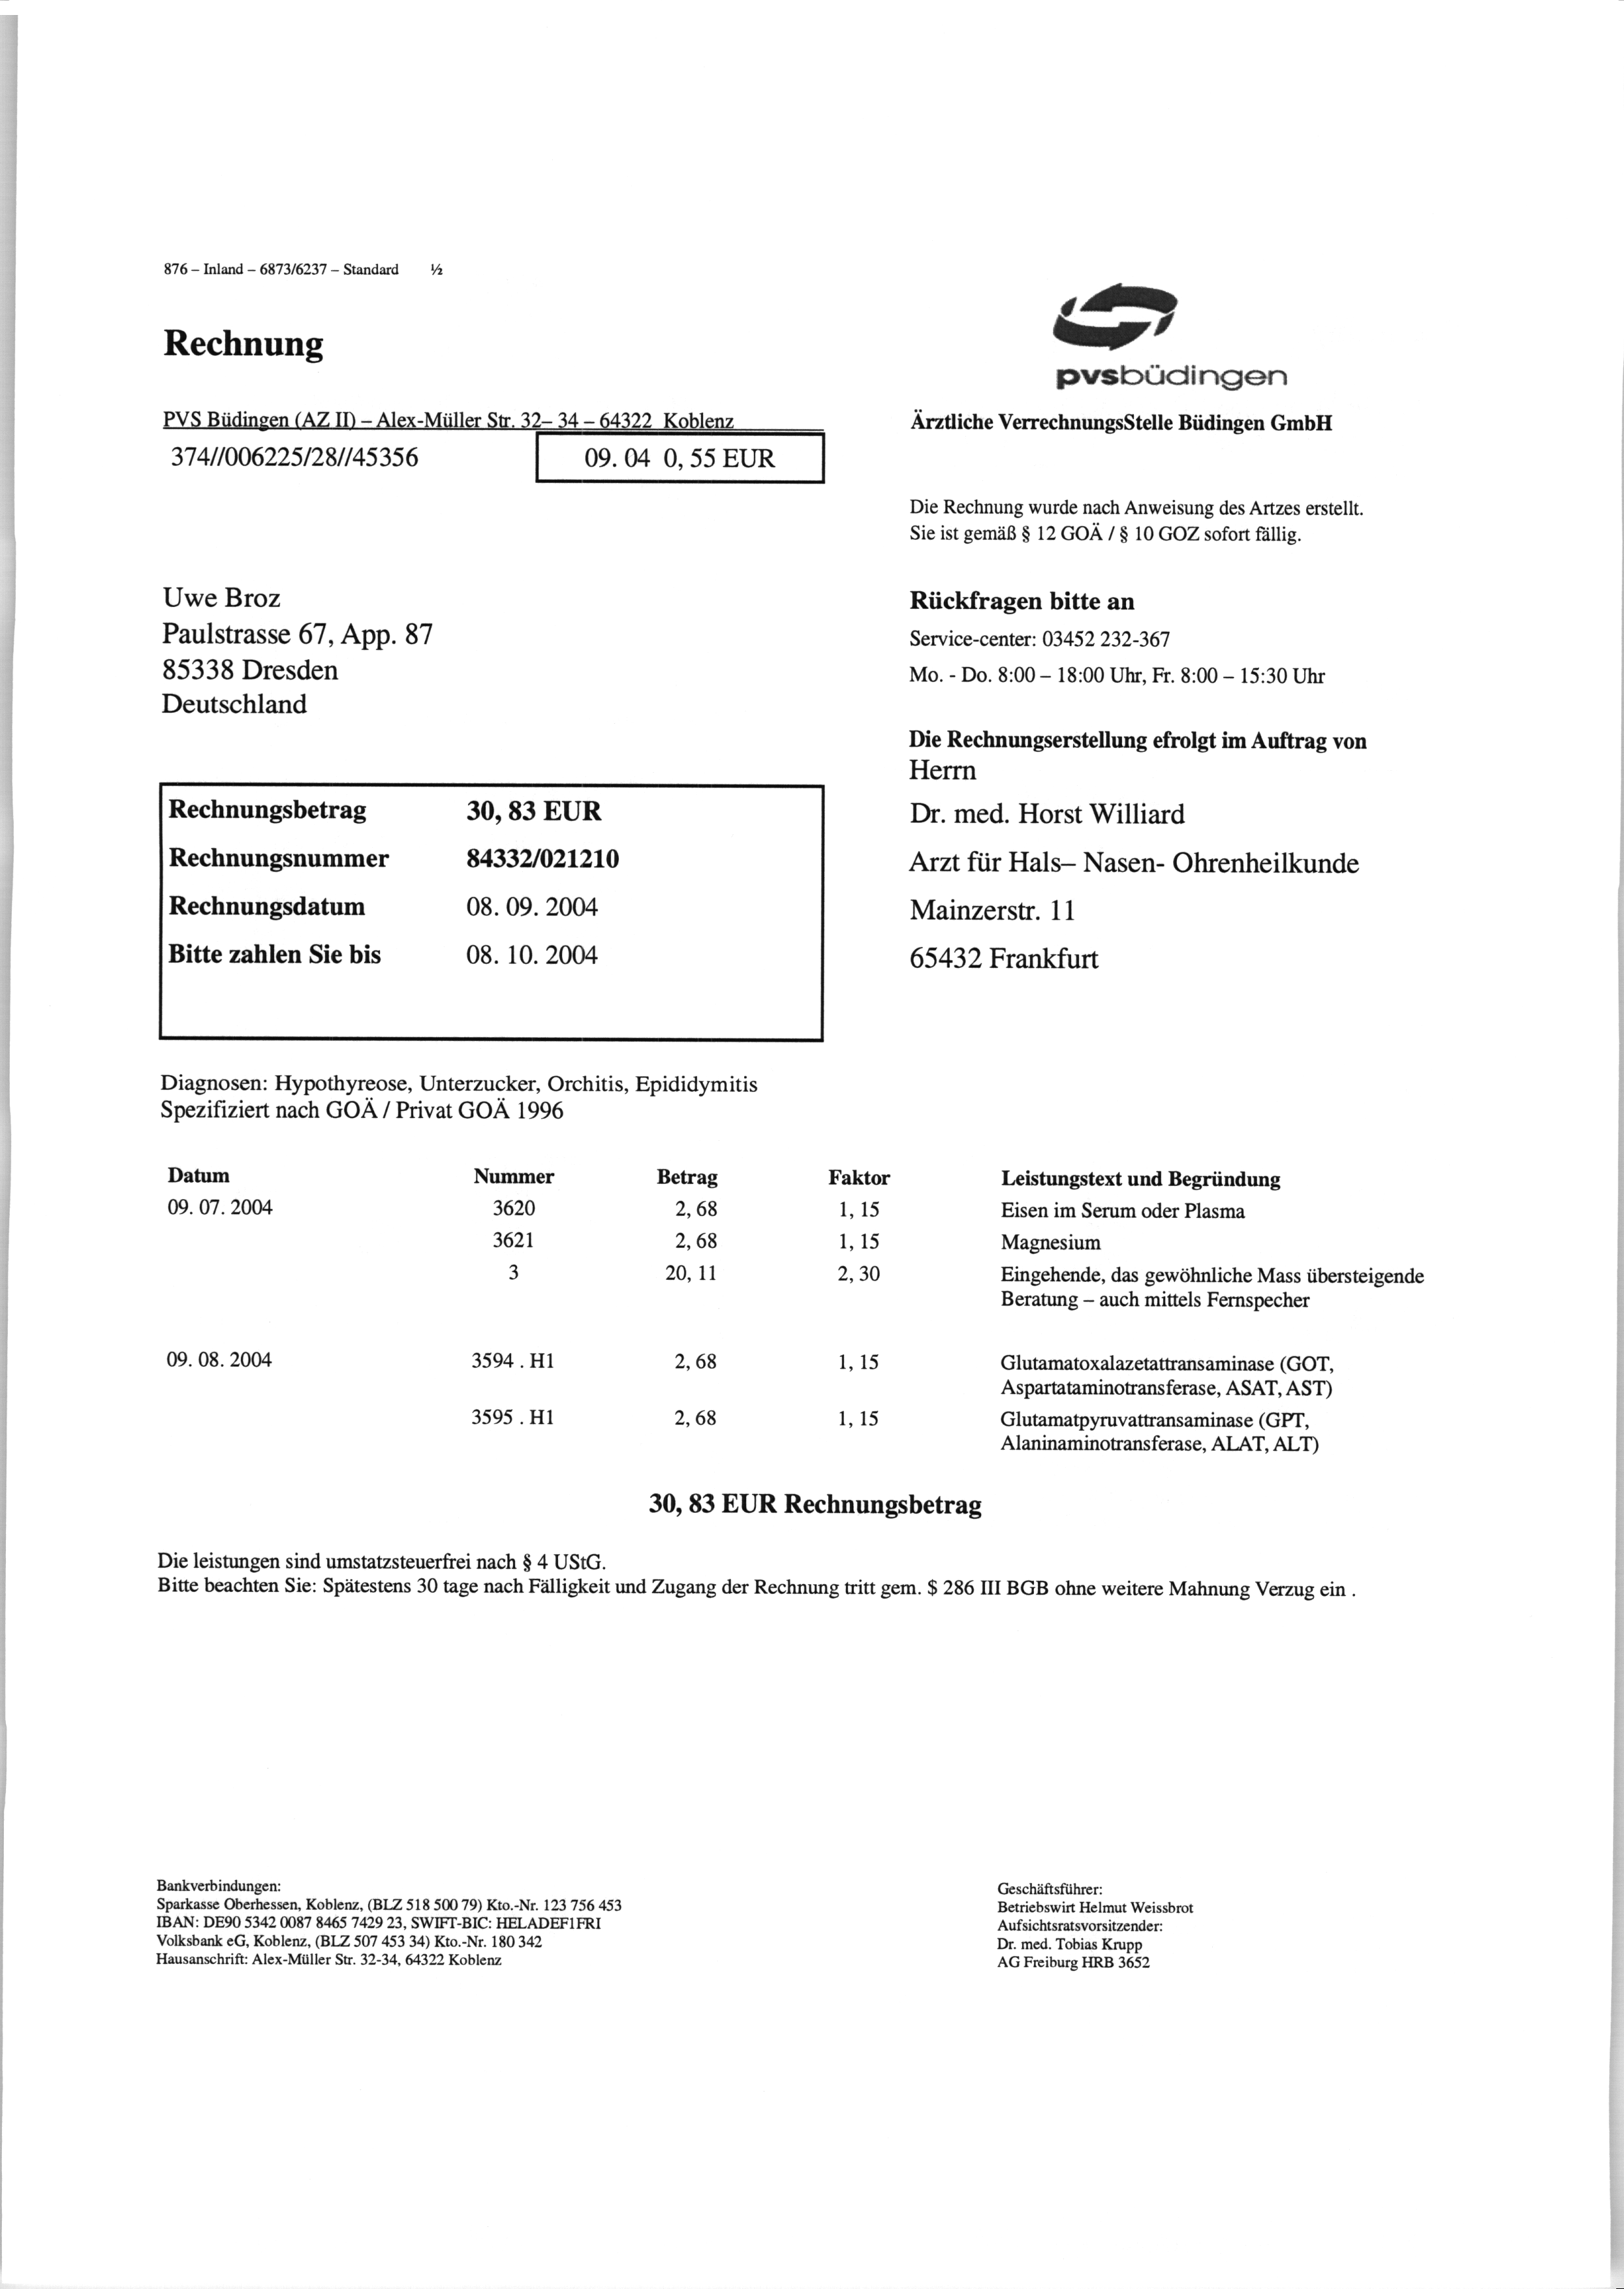 876 – Inland – 6873/6237 – Standard ½
Rechnung
pvsbüdingen
PVS Büdingen (AZ II) – Alex-Müller Str. 32– 34 – 64322 Koblenz
374//006225/28//45356
09. 04 0, 55 EUR
Ärztliche VerrechnungsStelle Büdingen GmbH
Die Rechnung wurde nach Anweisung des Artzes erstellt.
Sie ist gemäß § 12 GOÄ / § 10 GOZ sofort fällig.
Uwe Broz
Paulstrasse 67, App. 87
85338 Dresden
Deutschland
Rückfragen bitte an
Service-center: 03452 232-367
Mo. - Do. 8:00 – 18:00 Uhr, Fr. 8:00 – 15:30 Uhr
Die Rechnungserstellung efrolgt im Auftrag von
Herrn
Dr. med. Horst Williard
Arzt für Hals– Nasen- Ohrenheilkunde
Mainzerstr. 11
65432 Frankfurt
Rechnungsbetrag 30, 83 EUR
Rechnungsnummer 84332/021210
Rechnungsdatum 08. 09. 2004
Bitte zahlen Sie bis 08. 10. 2004
Diagnosen: Hypothyreose, Unterzucker, Orchitis, Epididymitis
Spezifiziert nach GOÄ / Privat GOÄ 1996
Datum Nummer Betrag Faktor Leistungstext und Begründung
09. 07. 2004 3620 2, 68 1, 15 Eisen im Serum oder Plasma
3621 2, 68 1, 15 Magnesium
3 20, 11 2, 30 Eingehende, das gewöhnliche Mass übersteigende
Beratung – auch mittels Fernspecher
09. 08. 2004 3594 . H1 2, 68 1, 15 Glutamatoxalazetattransaminase (GOT,
Aspartataminotransferase, ASAT, AST)
3595 . H1 2, 68 1, 15 Glutamatpyruvattransaminase (GPT,
Alaninaminotransferase, ALAT, ALT)
30, 83 EUR Rechnungsbetrag
Die leistungen sind umstatzsteuerfrei nach § 4 UStG.
Bitte beachten Sie: Spätestens 30 tage nach Fälligkeit und Zugang der Rechnung tritt gem. $ 286 III BGB ohne weitere Mahnung Verzug ein .
Bankverbindungen:
Sparkasse Oberhessen, Koblenz, (BLZ 518 500 79) Kto.-Nr. 123 756 453
IBAN: DE90 5342 0087 8465 7429 23, SWIFT-BIC: HELADEF1FRI
Volksbank eG, Koblenz, (BLZ 507 453 34) Kto.-Nr. 180 342
Hausanschrift: Alex-Müller Str. 32-34, 64322 Koblenz
Geschäftsführer:
Betriebswirt Helmut Weissbrot
Aufsichtsratsvorsitzender:
Dr. med. Tobias Krupp
AG Freiburg HRB 3652